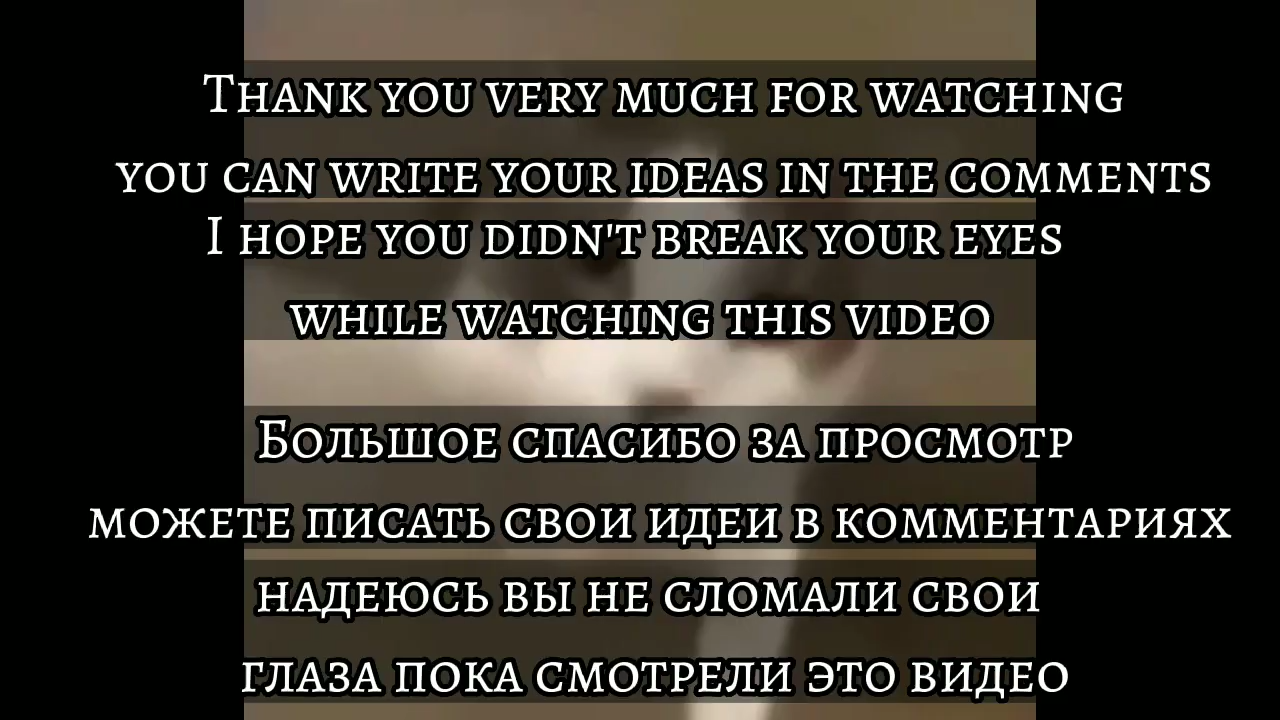 Thank you very much for watching
you can write your ideas in the comments
I hope you didn't break your eyes
while watching this video
Большое спасибо за просмотр
можете писать свои идеи в комментариях
надеюсь вы не сломали свои
глаза пока смотрели это видео